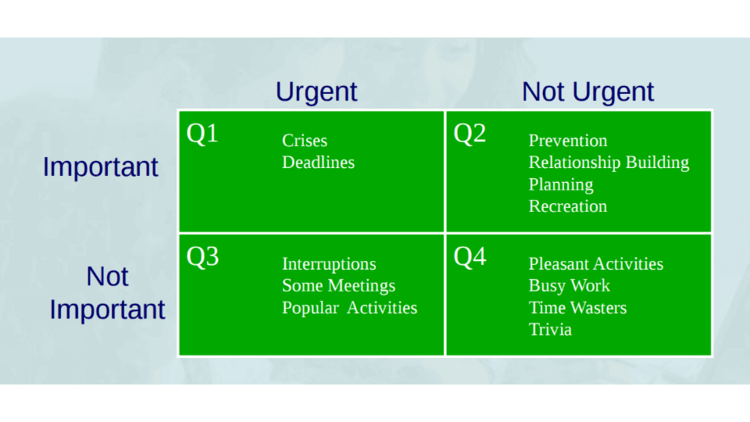 Urgent
Not Urgent
Important
Q1
Crises
Deadlines
Q2
Prevention
Relationship Building
Planning
Recreation
Not
Important
Q3
Interruptions
Some Meetings
Popular  Activities
Q4
Pleasant Activities
Busy Work
Time Wasters
Trivia